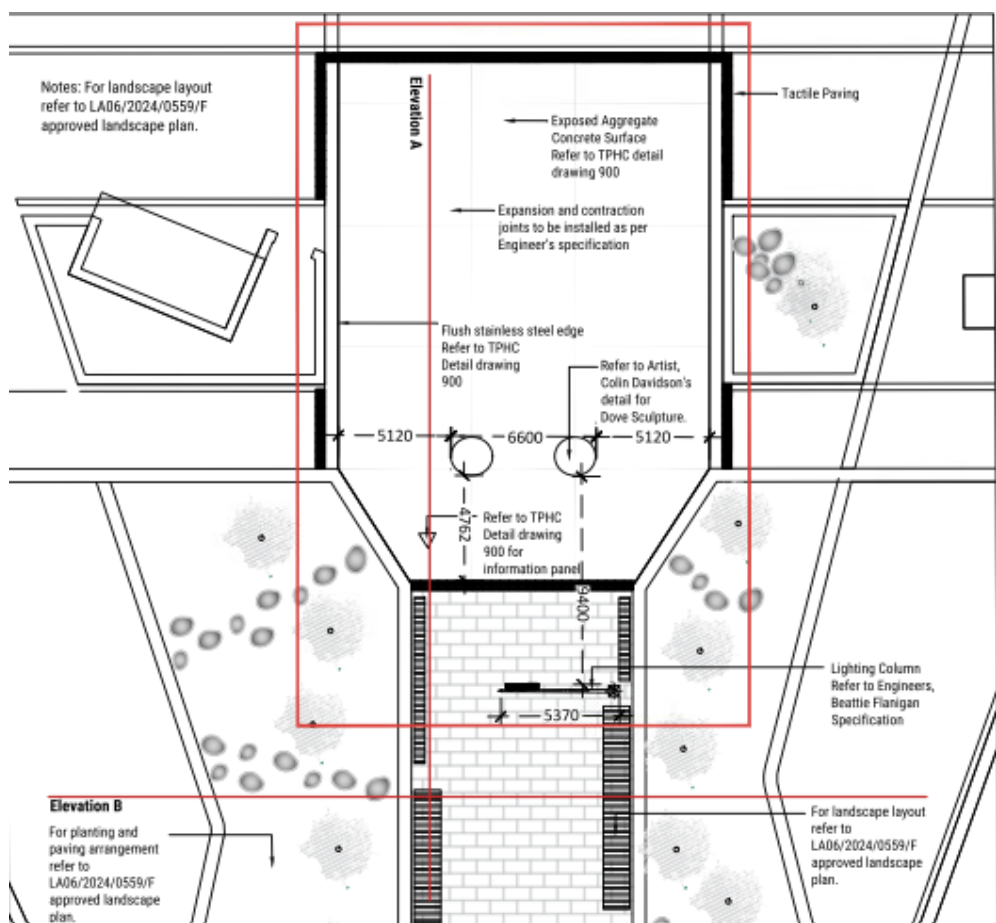 Notes: For landscape layout
refer to LA06/2024/0559/F
approved landscape plan.
Elevation A
Tactile Paving
Exposed Aggregate
Concrete Surface
Refer to TPHC detail
drawing 900
Expansion and contraction
joints to be installed as per
Engineer's specification
Flush stainless steel edge
Refer to TPHC
Detail drawing
900
Refer to Artist,
Colin Davidson's
detail for
Dove Sculpture.
5120
6600
5120
4762
Refer to TPHC
Detail drawing
900 for
information panel
9400
Lighting Column
Refer to Engineers,
Beattie Flanigan
Specification
5370
Elevation B
For planting and
paving arrangement
refer to
LA06/2024/0559/F
approved landscape
plan.
For landscape layout
refer to
LA06/2024/0559/F
approved landscape
plan.